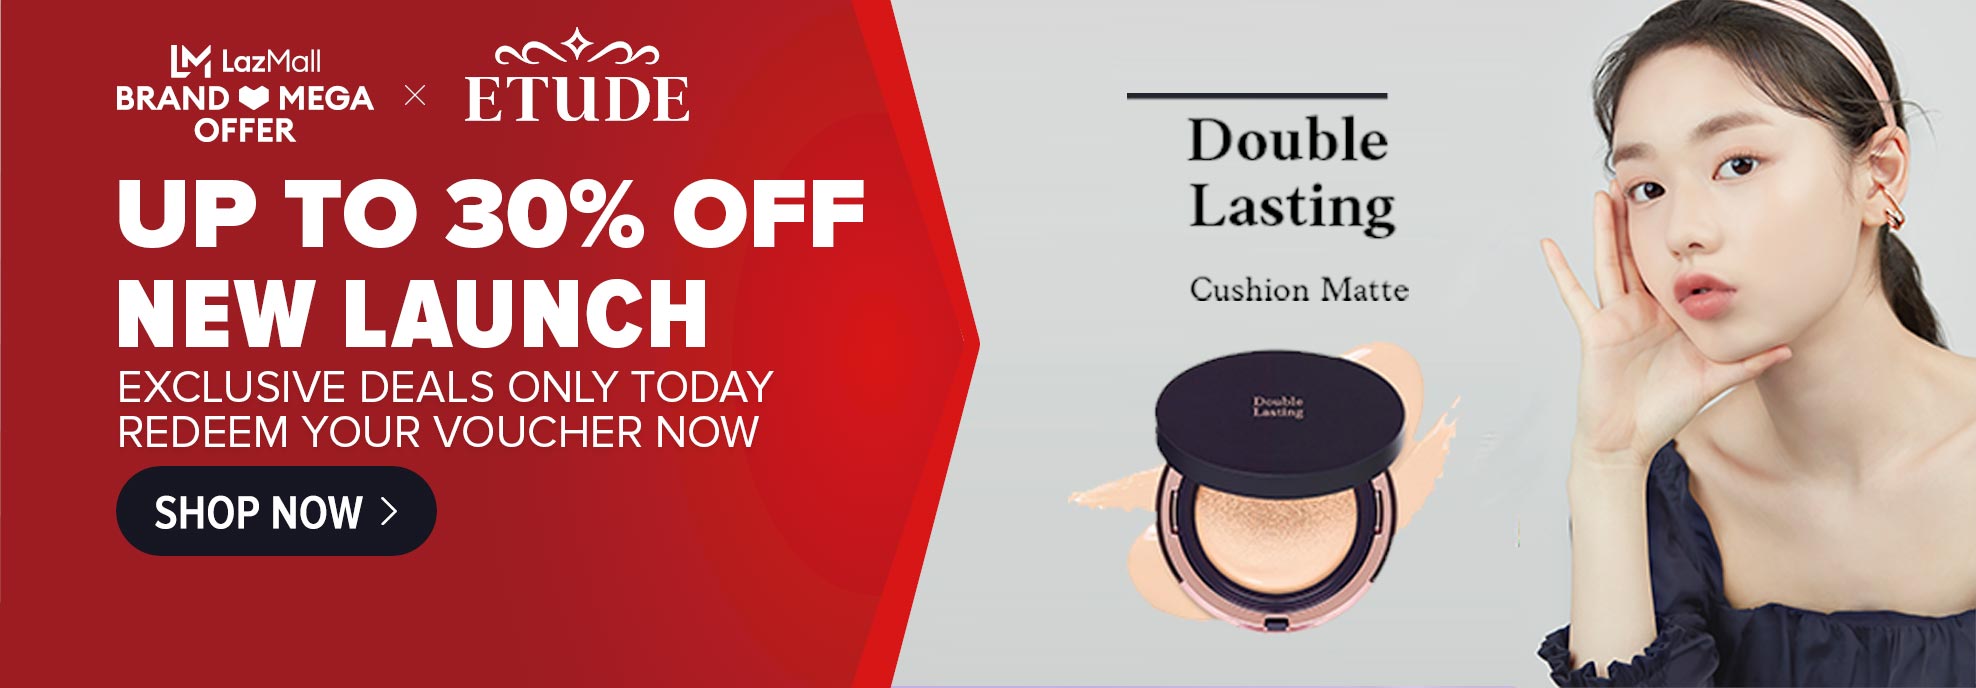 LM LazMall
BRAND MEGA
OFFER
×
ETUDE
UP TO 30% OFF
NEW LAUNCH
EXCLUSIVE DEALS ONLY TODAY
REDEEM YOUR VOUCHER NOW
SHOP NOW >
Double
Lasting
Cushion Matte
Double
Lasting